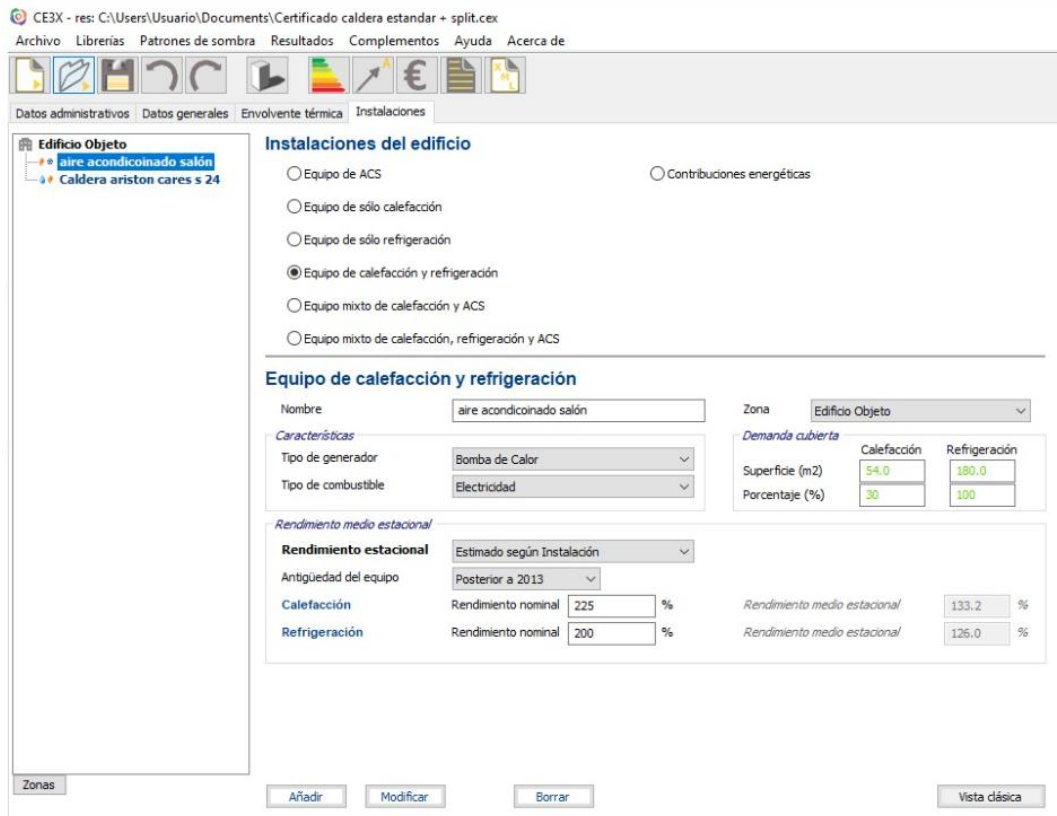 CE3X - res: C:\Users\Usuario\Documents\Certificado caldera estandar + split.cex
Archivo Librerías Patrones de sombra Resultados Complementos Ayuda Acerca de
Datos administrativos Datos generales Envolvente térmica Instalaciones
Edificio Objeto
aire acondicoinado salón
Caldera ariston cares s 24
Zonas
Instalaciones del edificio
Equipo de ACS
Contribuciones energéticas
Equipo de sólo calefacción
Equipo de sólo refrigeración
Equipo de calefacción y refrigeración
Equipo mixto de calefacción y ACS
Equipo mixto de calefacción, refrigeración y ACS
Equipo de calefacción y refrigeración
Nombre aire acondicoinado salón Zona Edificio Objeto
Características
Tipo de generador Bomba de Calor
Tipo de combustible Electricidad
Demanda cubierta
Calefacción Refrigeración
Superficie (m2) 54.0 180.0
Porcentaje (%) 30 100
Rendimiento medio estacional
Rendimiento estacional Estimado según Instalación
Antigüedad del equipo Posterior a 2013
Calefacción Rendimiento nominal 225 % Rendimiento medio estacional 133.2 %
Refrigeración Rendimiento nominal 200 % Rendimiento medio estacional 126.0 %
Añadir Modificar Borrar Vista clásica